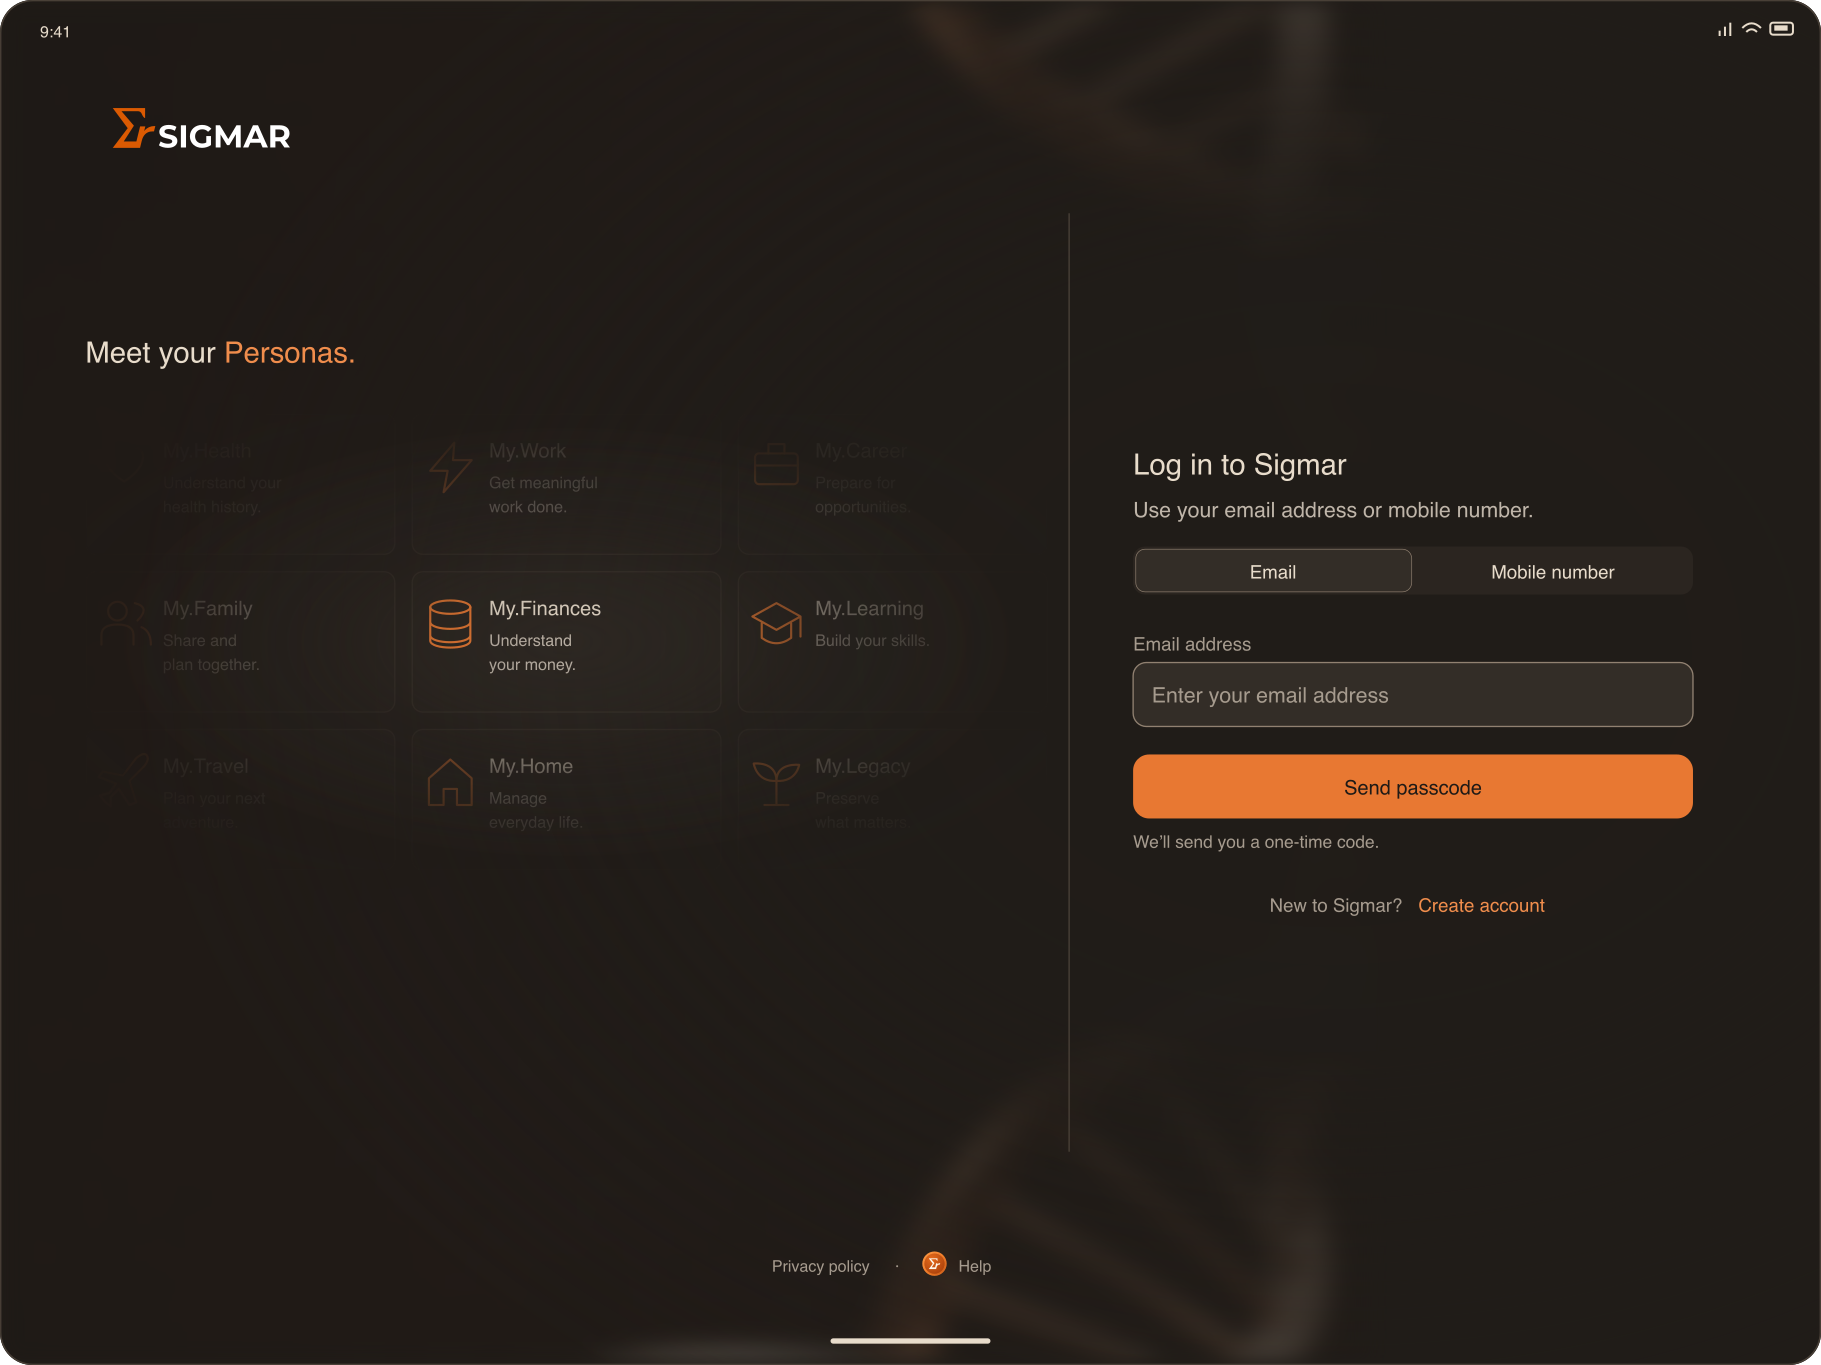 9:41
SIGMAR
Meet your Personas.
My.Health
Understand your
health history.
My.Work
Get meaningful
work done.
My.Career
Prepare for
opportunities.
My.Family
Share and
plan together.
My.Finances
Understand
your money.
My.Learning
Build your skills.
My.Travel
Plan your next
My.Home
Manage
everyday life.
My.Legacy
Preserve
what matters.
Log in to Sigmar
Use your email address or mobile number.
Email
Mobile number
Email address
Enter your email address
Send passcode
We’ll send you a one-time code.
New to Sigmar? Create account
Privacy policy · Help